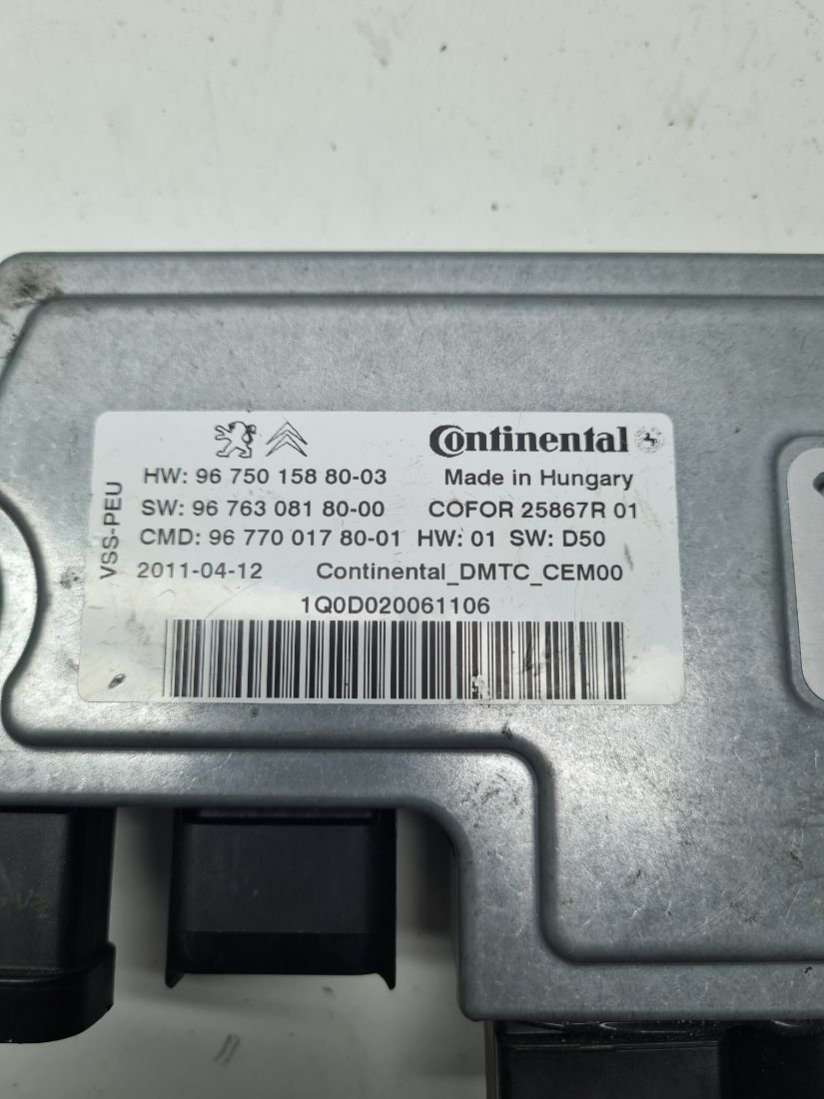 Continental
HW: 96 750 158 80-03 Made in Hungary
SW: 96 763 081 80-00 COFOR 25867R 01
CMD: 96 770 017 80-01 HW: 01 SW: D50
2011-04-12 Continental_DMTC_CEM00
1Q0D020061106
VSS-PEU